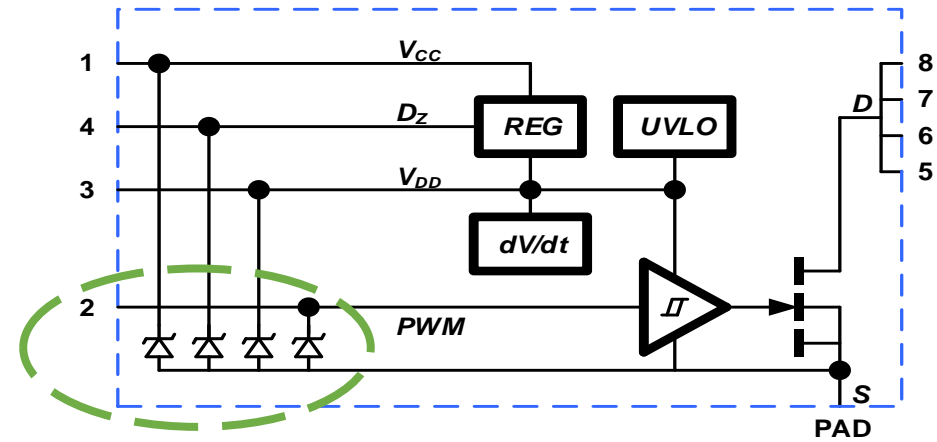 1 V_CC 8
D 7
4 D_Z REG UVLO 6
3 V_DD 5
dV/dt
2 PWM
S
PAD